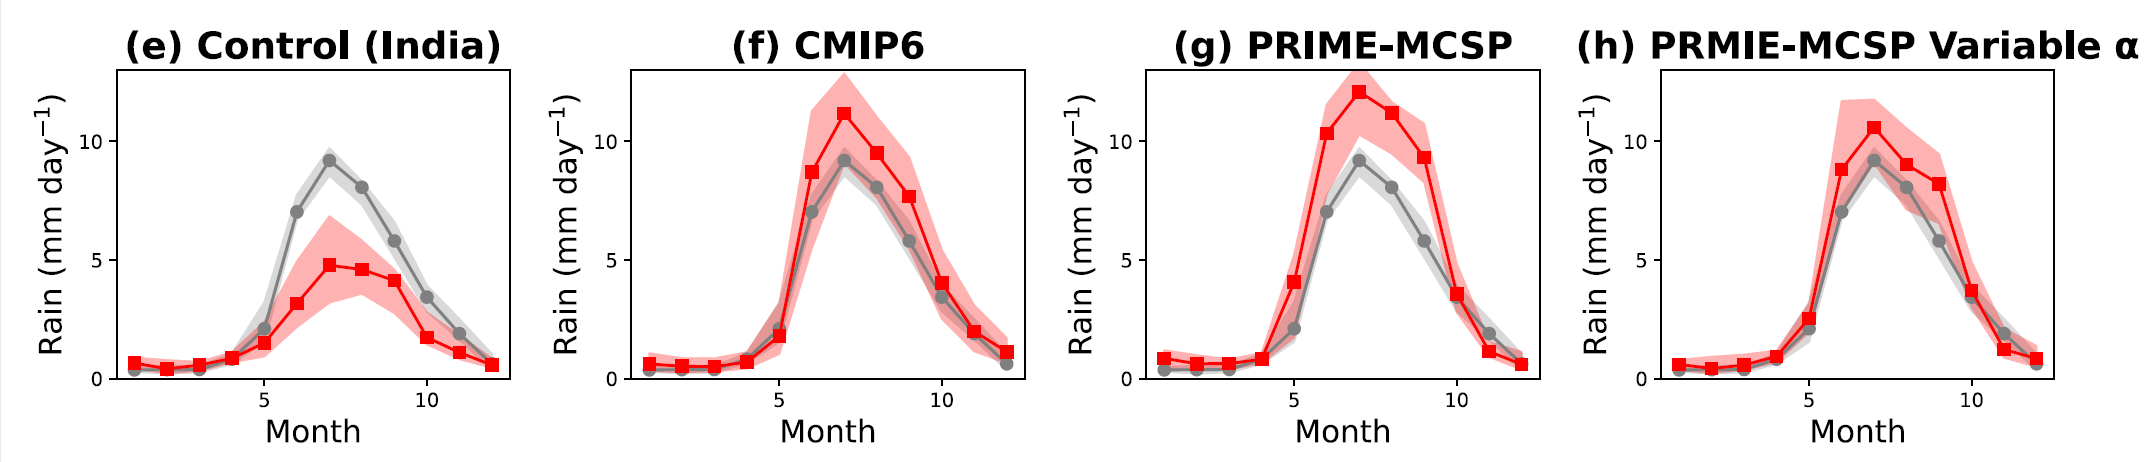 (e) Control (India)
Rain (mm day⁻¹)
10
5
0
5
10
Month
(f) CMIP6
Rain (mm day⁻¹)
10
5
0
5
10
Month
(g) PRIME-MCSP
Rain (mm day⁻¹)
10
5
0
5
10
Month
(h) PRMIE-MCSP Variable α
Rain (mm day⁻¹)
10
5
0
5
10
Month